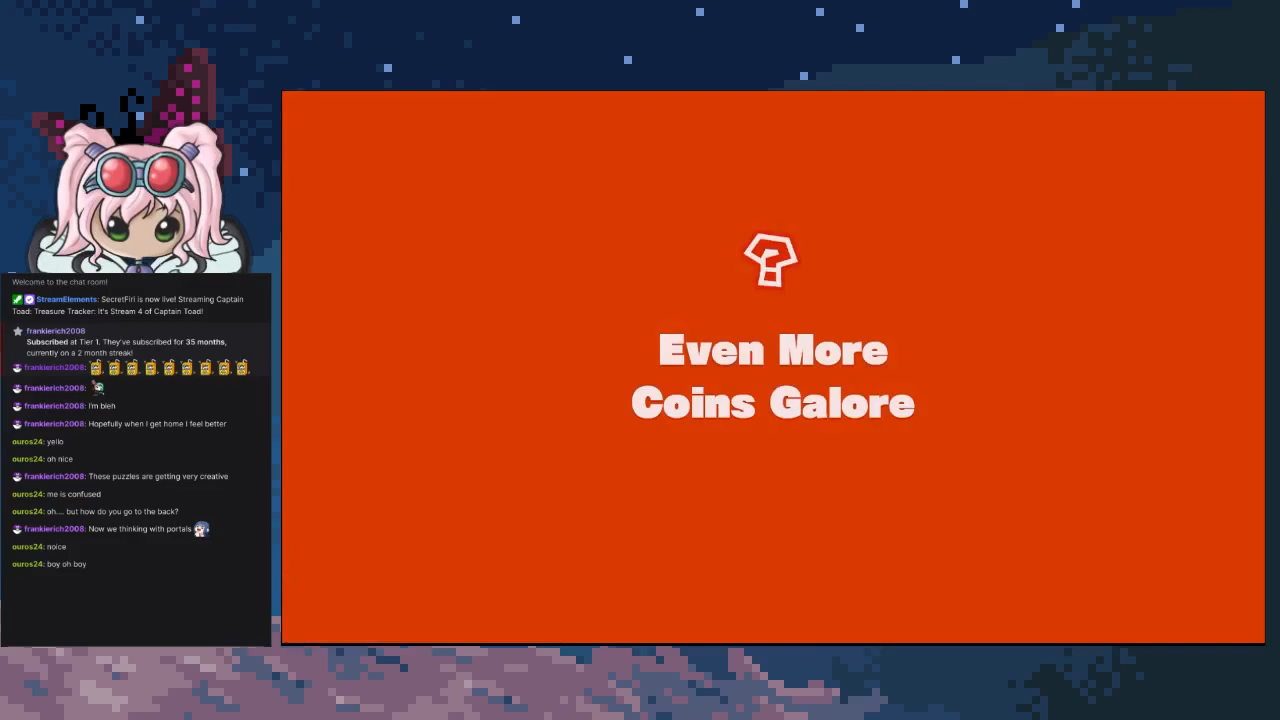 Welcome to the chat room!
StreamElements: SecretFiri is now live! Streaming Captain
Toad: Treasure Tracker: It's Stream 4 of Captain Toad!
frankierich2008
Subscribed at Tier 1. They've subscribed for 35 months,
currently on a 2 month streak!
frankierich2008:
frankierich2008:
frankierich2008: I'm bleh
frankierich2008: Hopefully when I get home I feel better
ouros24: yello
ouros24: oh nice
frankierich2008: These puzzles are getting very creative
ouros24: me is confused
ouros24: oh.... but how do you go to the back?
frankierich2008: Now we thinking with portals
ouros24: noice
ouros24: boy oh boy
?
Even More
Coins Galore